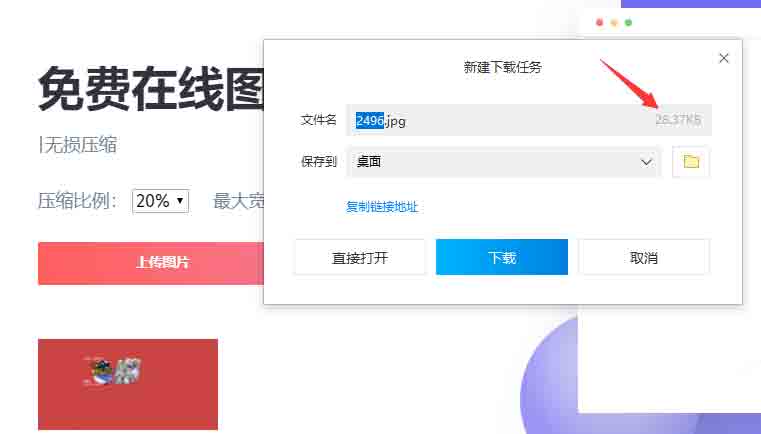 免费在线图
|无损压缩
压缩比例： 20% 最大宽
上传图片
新建下载任务
文件名 2496.jpg 28.37KB
保存到 桌面
复制链接地址
直接打开 下载 取消